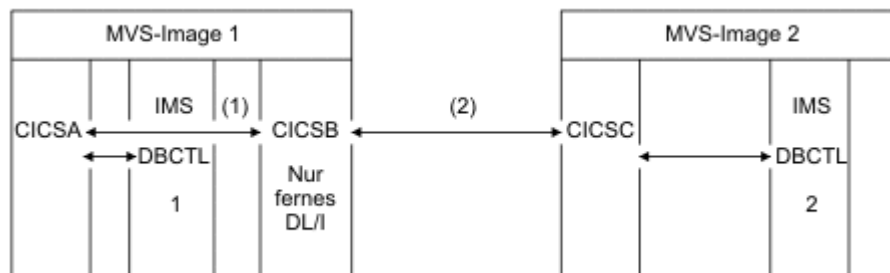 MVS-Image 1
MVS-Image 2
IMS
(1)
(2)
IMS
CICSA
CICSB
CICSC
DBCTL
DBCTL
Nur
fernes
DL/I
1
2